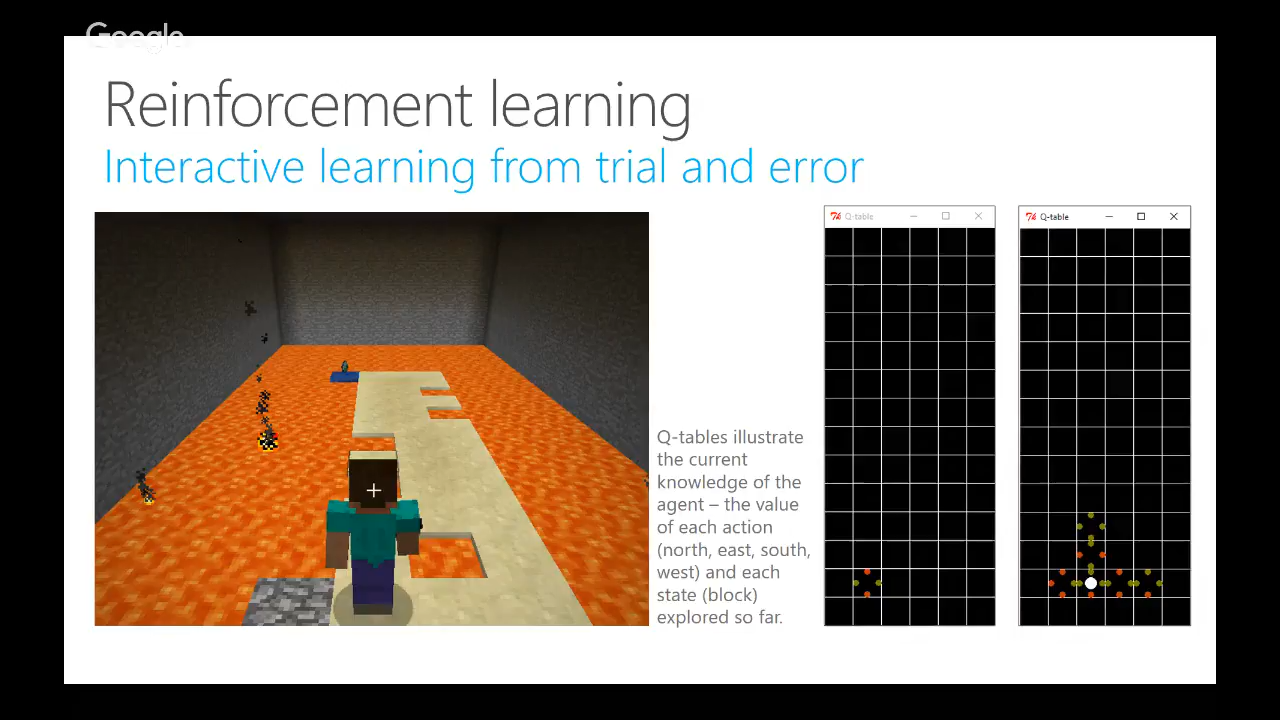 Google
Reinforcement learning
Interactive learning from trial and error
Q-table
Q-table
Q-tables illustrate
the current
knowledge of the
agent – the value
of each action
(north, east, south,
west) and each
state (block)
explored so far.